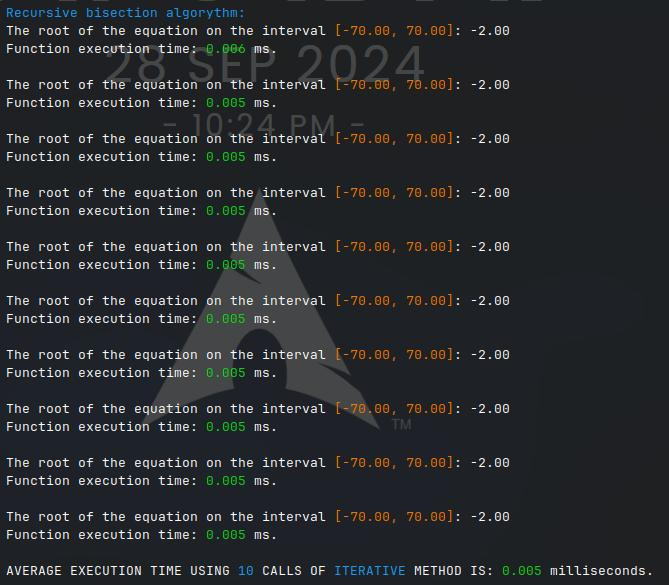 Recursive bisection algorythm:
The root of the equation on the interval [-70.00, 70.00]: -2.00
Function execution time: 0.006 ms.
28 SEP 2024
The root of the equation on the interval [-70.00, 70.00]: -2.00
Function execution time: 0.005 ms.
- 10:24 PM -
The root of the equation on the interval [-70.00, 70.00]: -2.00
Function execution time: 0.005 ms.
The root of the equation on the interval [-70.00, 70.00]: -2.00
Function execution time: 0.005 ms.
The root of the equation on the interval [-70.00, 70.00]: -2.00
Function execution time: 0.005 ms.
The root of the equation on the interval [-70.00, 70.00]: -2.00
Function execution time: 0.005 ms.
The root of the equation on the interval [-70.00, 70.00]: -2.00
Function execution time: 0.005 ms.
The root of the equation on the interval [-70.00, 70.00]: -2.00
Function execution time: 0.005 ms.
TM
The root of the equation on the interval [-70.00, 70.00]: -2.00
Function execution time: 0.005 ms.
The root of the equation on the interval [-70.00, 70.00]: -2.00
Function execution time: 0.005 ms.
AVERAGE EXECUTION TIME USING 10 CALLS OF ITERATIVE METHOD IS: 0.005 milliseconds.